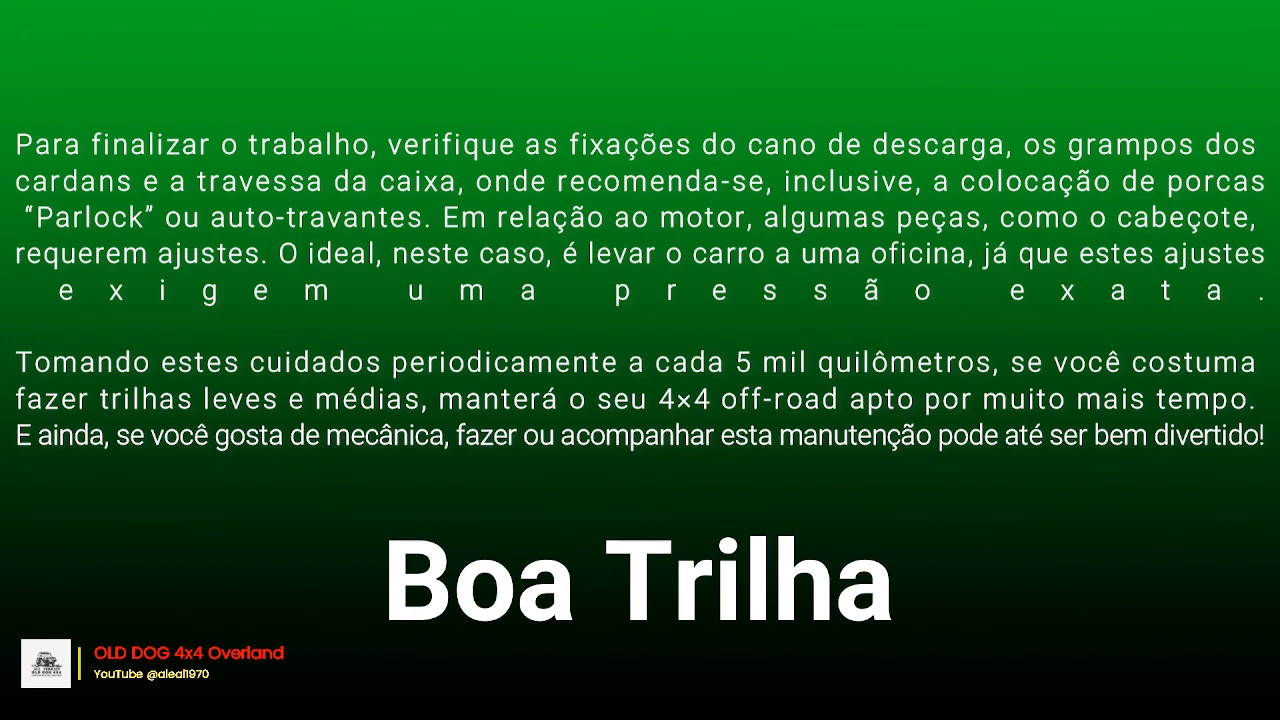 Para finalizar o trabalho, verifique as fixações do cano de descarga, os grampos dos
cardans e a travessa da caixa, onde recomenda-se, inclusive, a colocação de porcas
“Parlock” ou auto-travantes. Em relação ao motor, algumas peças, como o cabeçote,
requerem ajustes. O ideal, neste caso, é levar o carro a uma oficina, já que estes ajustes
exigem uma pressão exata.
Tomando estes cuidados periodicamente a cada 5 mil quilômetros, se você costuma
fazer trilhas leves e médias, manterá o seu 4×4 off-road apto por muito mais tempo.
E ainda, se você gosta de mecânica, fazer ou acompanhar esta manutenção pode até ser bem divertido!
Boa Trilha
OLD DOG 4x4 Overland
YouTube @aleal1970